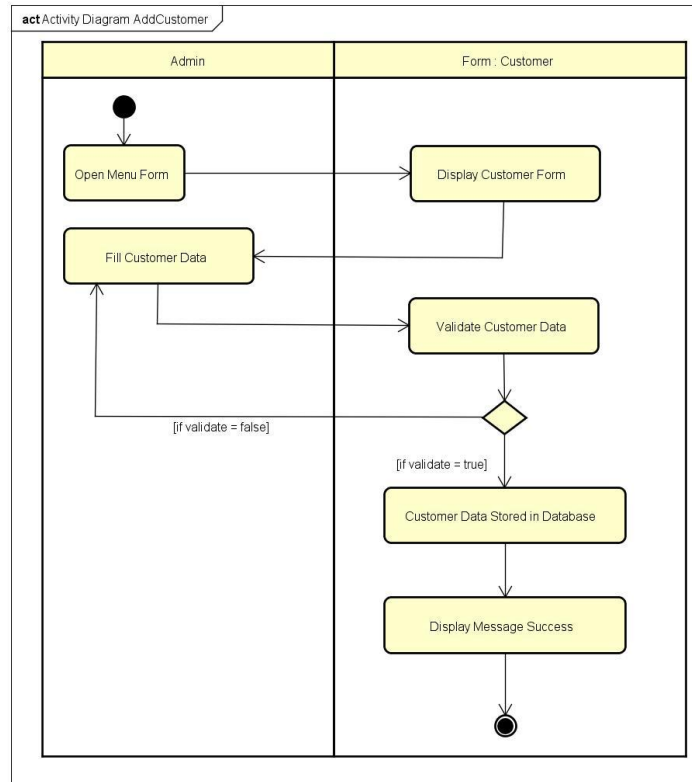 act Activity Diagram AddCustomer
Admin
Form : Customer
Open Menu Form
Display Customer Form
Fill Customer Data
Validate Customer Data
[if validate = false]
[if validate = true]
Customer Data Stored in Database
Display Message Success